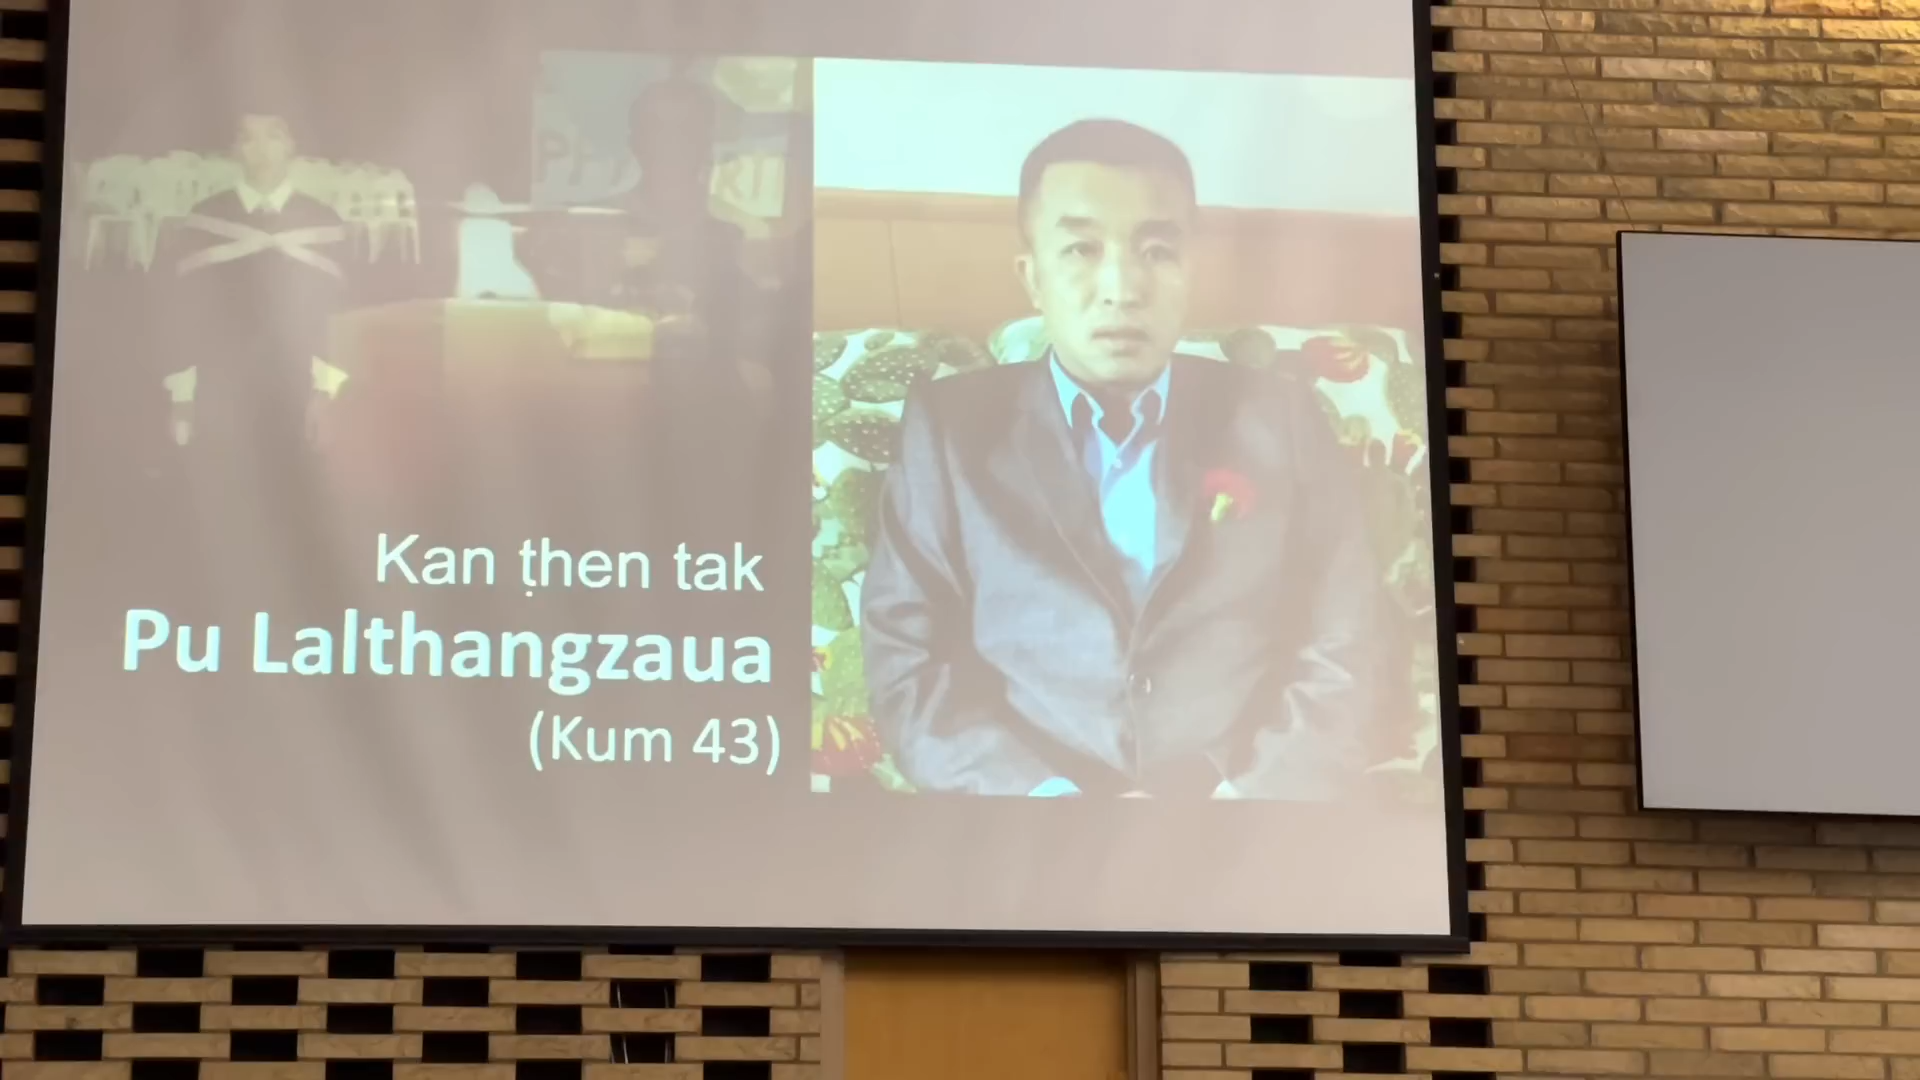 Kan ṭhen tak
Pu Lalthangzaua
(Kum 43)